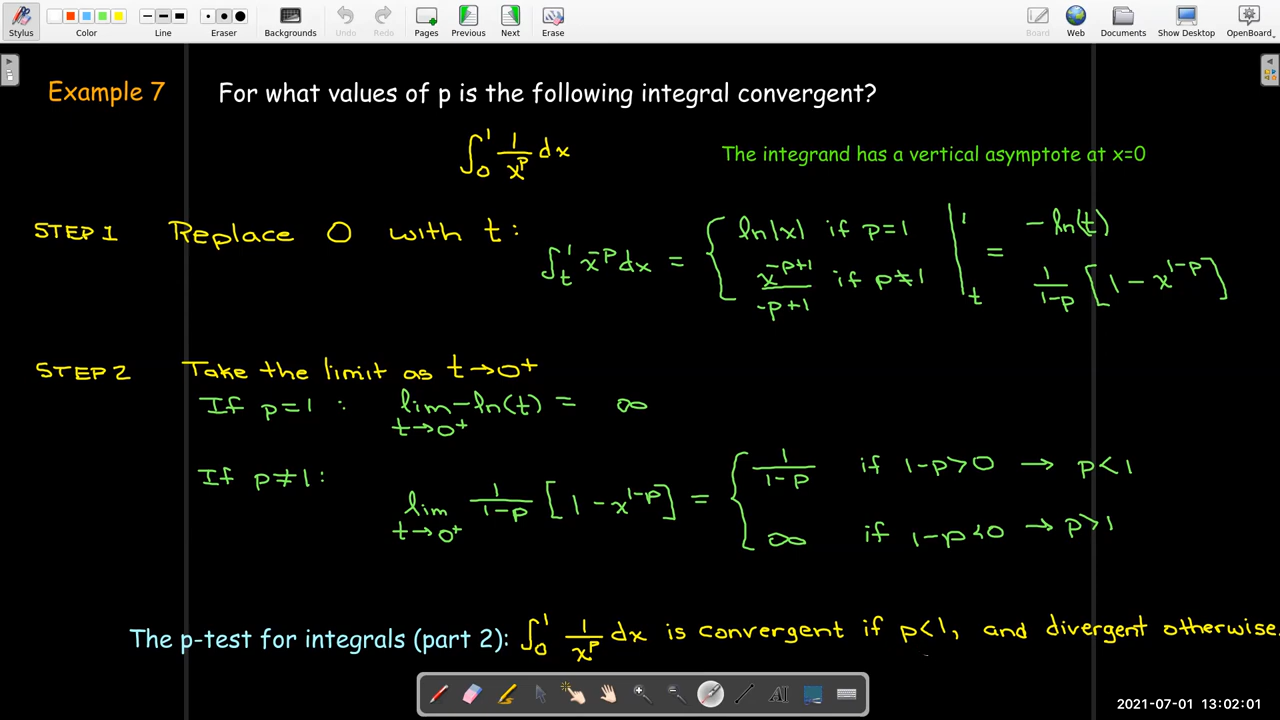 Stylus Color Line Eraser Backgrounds Undo Redo Pages Previous Next Erase Board Web Documents Show Desktop OpenBoard
Example 7 For what values of p is the following integral convergent?
∫₀¹ 1/x^p dx
The integrand has a vertical asymptote at x=0
STEP 1 Replace 0 with t:
∫ₜ¹ x^-p dx = { ln|x| if p=1 |ₜ¹ = -ln(t)
x^(-p+1)/(-p+1) if p≠1 1/(1-p) [1 - x^(1-p)]
STEP 2 Take the limit as t→0⁺
If p=1: lim t→0⁺ -ln(t) = ∞
If p≠1:
lim t→0⁺ 1/(1-p) [1 - x^(1-p)] = { 1/(1-p) if 1-p>0 → p<1
∞ if 1-p<0 → p>1
The p-test for integrals (part 2): ∫₀¹ 1/x^p dx is convergent if p<1, and divergent otherwise.
2021-07-01 13:02:01